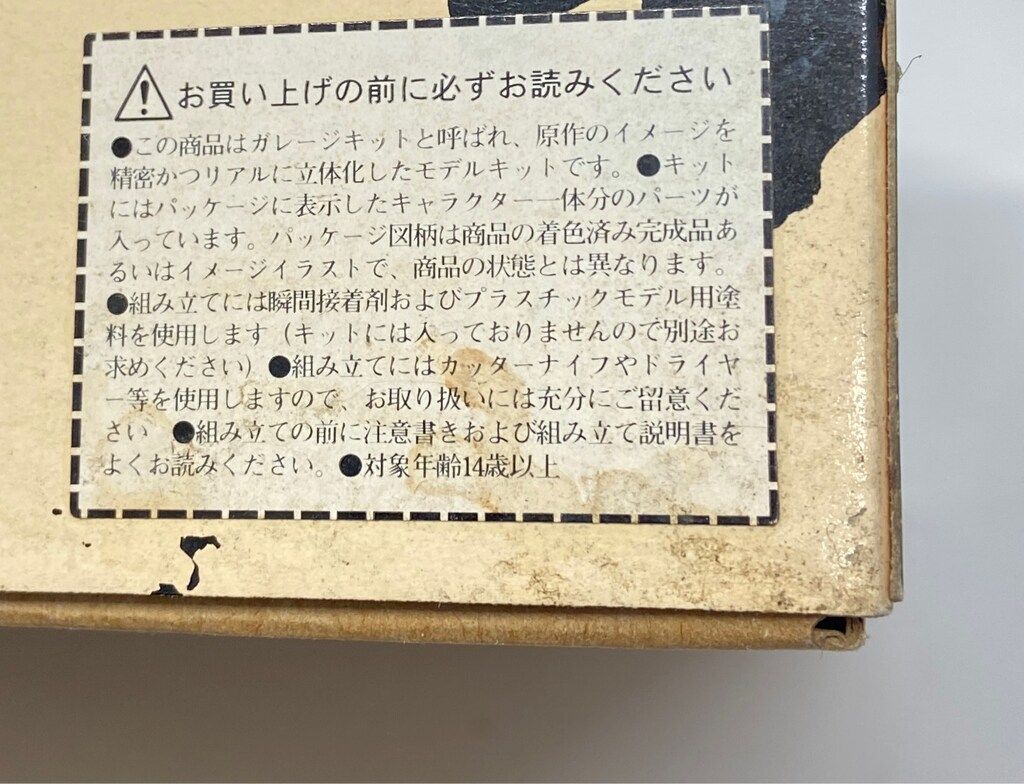 お買い上げの前に必ずお読みください
●この商品はガレージキットと呼ばれ、原作のイメージを
精密かつリアルに立体化したモデルキットです。●キット
にはパッケージに表示したキャラクター一体分のパーツが
入っています。パッケージ図柄は商品の着色済み完成品あ
るいはイメージイラストで、商品の状態とは異なります。
●組み立てには瞬間接着剤およびプラスチックモデル用塗
料を使用します（キットには入っておりませんので別途お
求めください）●組み立てにはカッターナイフやドライヤ
ー等を使用しますので、お取り扱いには充分にご留意くだ
さい　●組み立ての前に注意書きおよび組み立て説明書を
よくお読みください。●対象年齢14歳以上